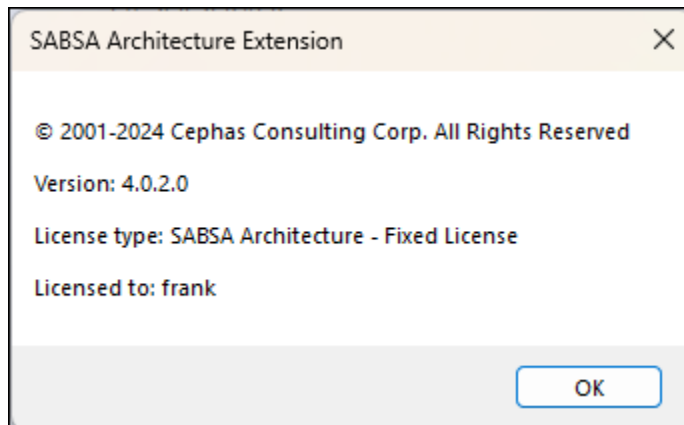 SABSA Architecture Extension
© 2001-2024 Cephas Consulting Corp. All Rights Reserved
Version: 4.0.2.0
License type: SABSA Architecture - Fixed License
Licensed to: frank
OK